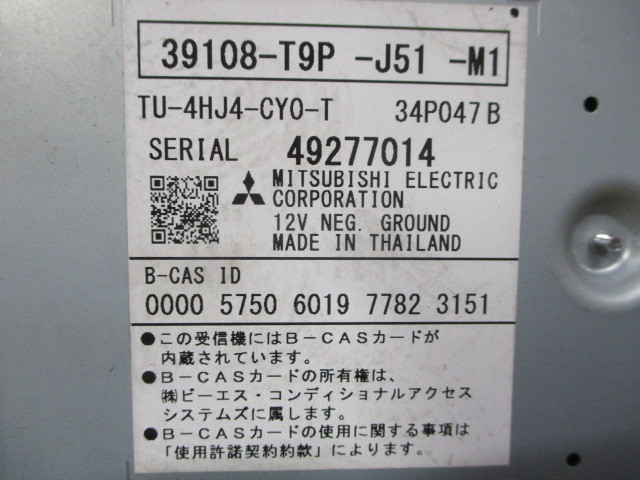 39108-T9P -J51 -M1
TU-4HJ4-CY0-T 34P047B
SERIAL 49277014
MITSUBISHI ELECTRIC
CORPORATION
12V NEG. GROUND
MADE IN THAILAND
B-CAS ID
0000 5750 6019 7782 3151
●この受信機にはB－CASカードが
内蔵されています。
●B－CASカードの所有権は、
㈱ビーエス・コンディショナルアクセス
システムズに属します。
●B－CASカードの使用に関する事項は
「使用許諾契約約款」によります。